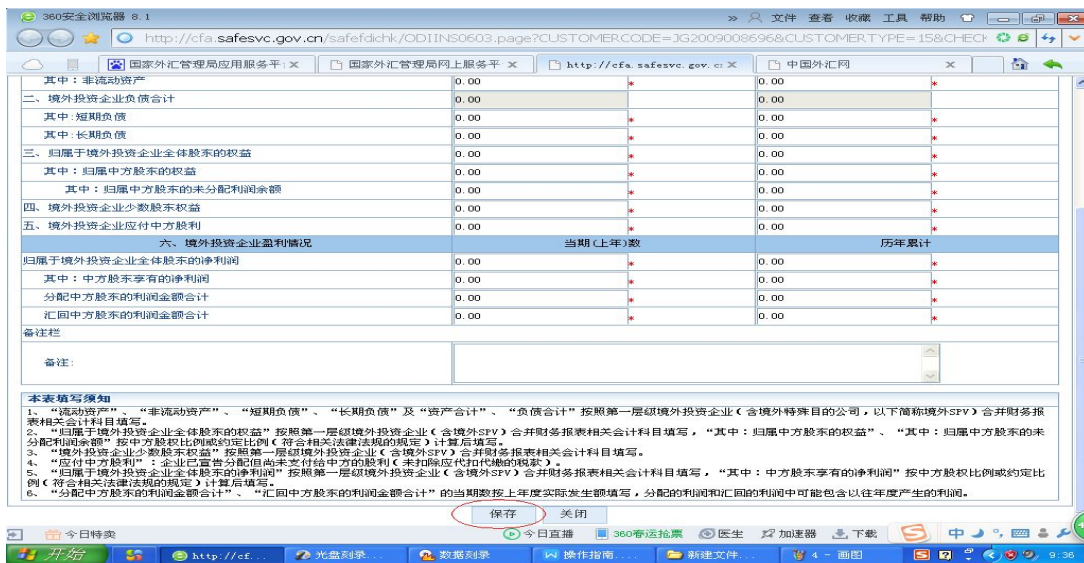 360安全浏览器 8.1 » 文件 查看 收藏 工具 帮助
http://cfa.safesvc.gov.cn/safefdichk/ODIINS0603.page?CUSTOMERCODE=JG2009008696&CUSTOMERTYPE=15&CHECK
国家外汇管理局应用服务平 × 国家外汇管理局网上服务平 × http://cfa.safesvc.gov.c × 中国外汇网 ×
其中：非流动资产 0.00 * 0.00 *
二、境外投资企业负债合计 0.00 0.00
其中:短期负债 0.00 * 0.00 *
其中:长期负债 0.00 * 0.00 *
三、归属于境外投资企业全体股东的权益 0.00 * 0.00 *
其中：归属中方股东的权益 0.00 * 0.00 *
其中：归属中方股东的未分配利润余额 0.00 * 0.00 *
四、境外投资企业少数股东权益 0.00 * 0.00 *
五、境外投资企业应付中方股利 0.00 * 0.00 *
六、境外投资企业盈利情况 当期(上年)数 历年累计
归属于境外投资企业全体股东的净利润 0.00 * 0.00 *
其中：中方股东享有的净利润 0.00 * 0.00 *
分配中方股东的利润金额合计 0.00 * 0.00 *
汇回中方股东的利润金额合计 0.00 * 0.00 *
备注栏
备注:
本表填写须知
1、“流动资产”、“非流动资产”、“短期负债”、“长期负债”及“资产合计”、“负债合计”按照第一层级境外投资企业(含境外特殊目的公司，以下简称境外SPV)合并财务报
表相关会计科目填写。
2、“归属于境外投资企业全体股东的权益”按照第一层级境外投资企业(含境外SPV)合并财务报表相关会计科目填写，“其中：归属中方股东的权益”、“其中：归属中方股东的未
分配利润余额”按中方股权比例或约定比例(符合相关法律法规的规定)计算后填写。
3、“境外投资企业少数股东权益”按照第一层级境外投资企业(含境外SPV)合并财务报表相关会计科目填写。
4、“应付中方股利”：企业已宣告分配但尚未支付给中方的股利(未扣除应代扣代缴的税款)。
5、“归属于境外投资企业全体股东的净利润”按照第一层级境外投资企业(含境外SPV)合并财务报表相关会计科目填写，“其中：中方股东享有的净利润”按中方股权比例或约定比
例(符合相关法律法规的规定)计算后填写。
6、“分配中方股东的利润金额合计”、“汇回中方股东的利润金额合计”的当期数按上年度实际发生额填写，分配的利润和汇回的利润中可能包含以往年度产生的利润。
保存 关闭
今日特卖 今日直播 360春运抢票 医生 加速器 下载 中
开始 http://cf... 光盘刻录... 数据刻录 操作指南.... 新建文件... 4 - 画图 9:36